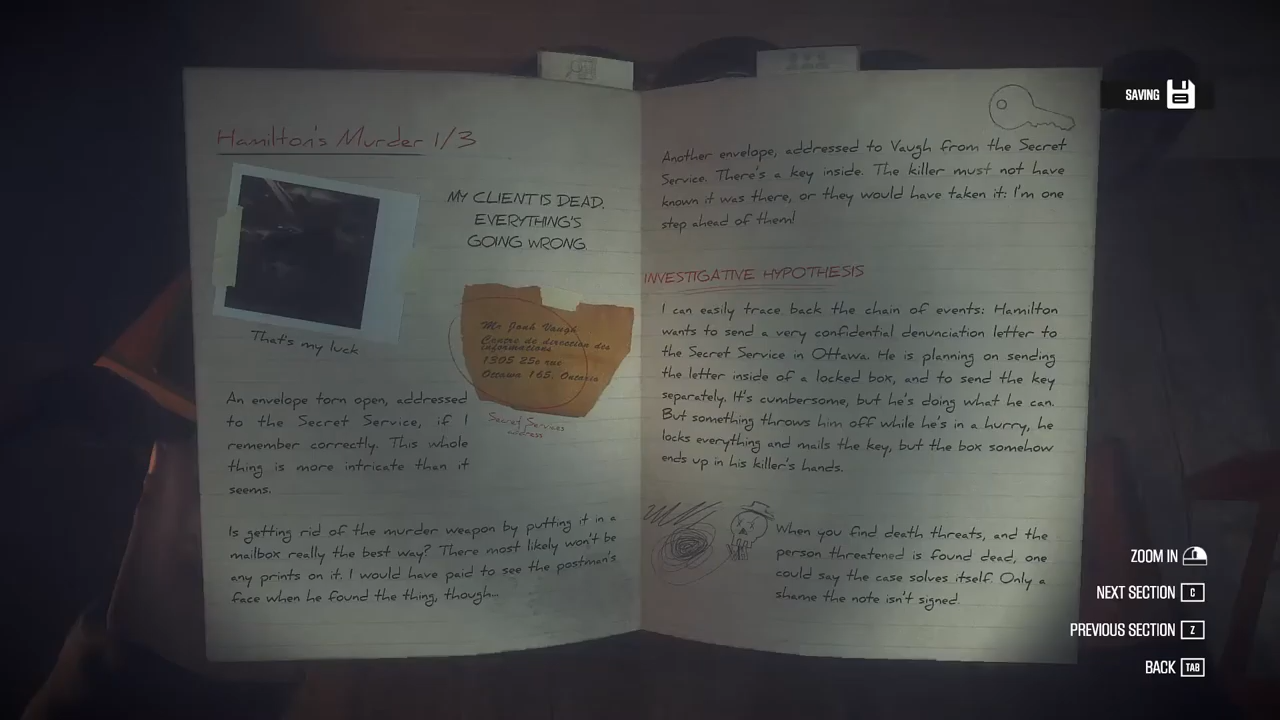 SAVING
Hamilton's Murder 1/3
MY CLIENT IS DEAD.
EVERYTHING'S
GOING WRONG.
That's my luck
Mr Jonh Vaugh
Centre de direction des
informations
1305 25e rue
Ottawa 165, Ontario
Secret Services
address
An envelope torn open, addressed
to the Secret Service, if I
remember correctly. This whole
thing is more intricate than it
seems.
Is getting rid of the murder weapon by putting it in a
mailbox really the best way? There most likely won't be
any prints on it. I would have paid to see the postman's
face when he found the thing, though...
Another envelope, addressed to Vaugh from the Secret
Service. There's a key inside. The killer must not have
known it was there, or they would have taken it: I'm one
step ahead of them!
INVESTIGATIVE HYPOTHESIS
I can easily trace back the chain of events: Hamilton
wants to send a very confidential denunciation letter to
the Secret Service in Ottawa. He is planning on sending
the letter inside of a locked box, and to send the key
separately. It's cumbersome, but he's doing what he can.
But something throws him off while he's in a hurry, he
locks everything and mails the key, but the box somehow
ends up in his killer's hands.
When you find death threats, and the
person threatened is found dead, one
could say the case solves itself. Only a
shame the note isn't signed.
ZOOM IN
NEXT SECTION C
PREVIOUS SECTION Z
BACK TAB